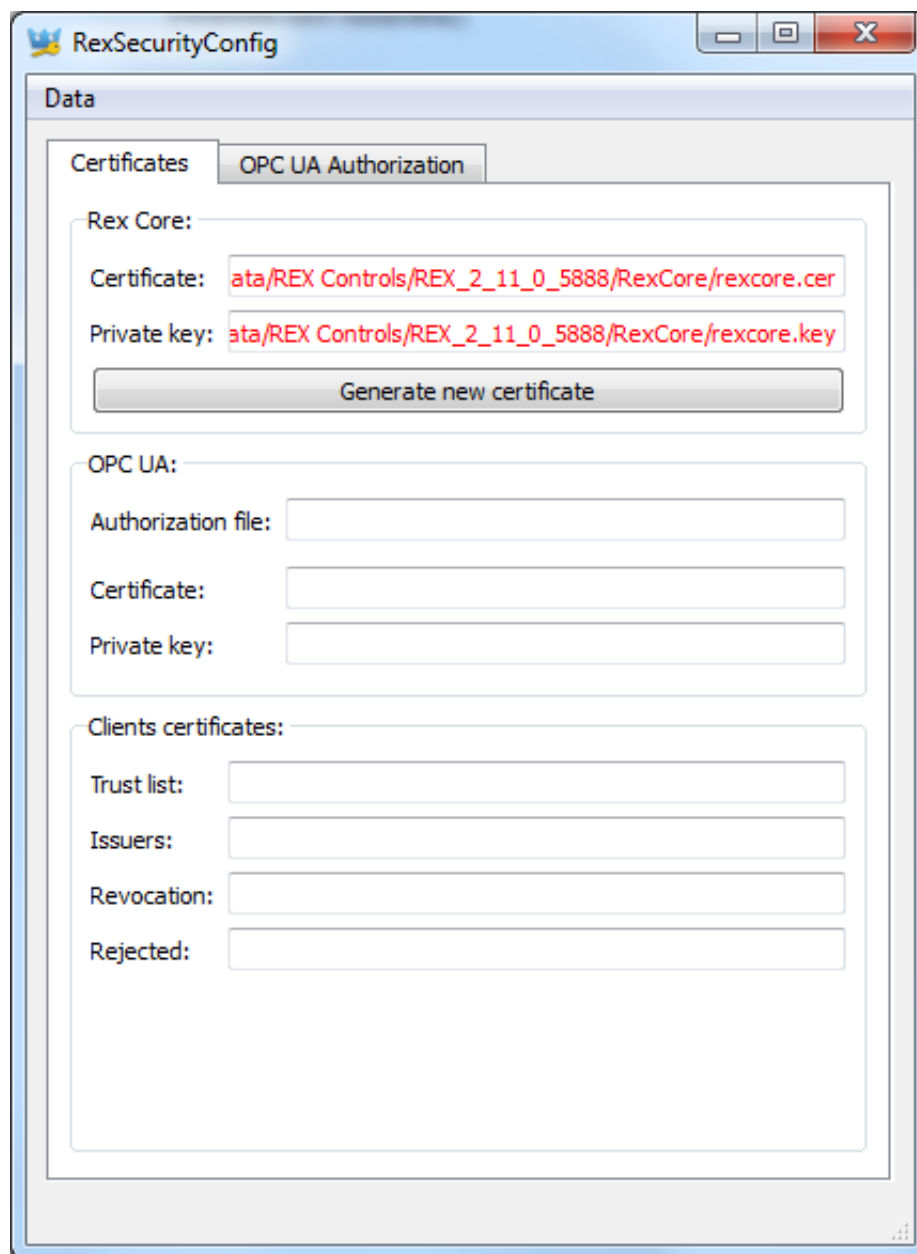 RexSecurityConfig
Data
Certificates OPC UA Authorization
Rex Core:
Certificate: ata/REX Controls/REX_2_11_0_5888/RexCore/rexcore.cer
Private key: ata/REX Controls/REX_2_11_0_5888/RexCore/rexcore.key
Generate new certificate
OPC UA:
Authorization file:
Certificate:
Private key:
Clients certificates:
Trust list:
Issuers:
Revocation:
Rejected: